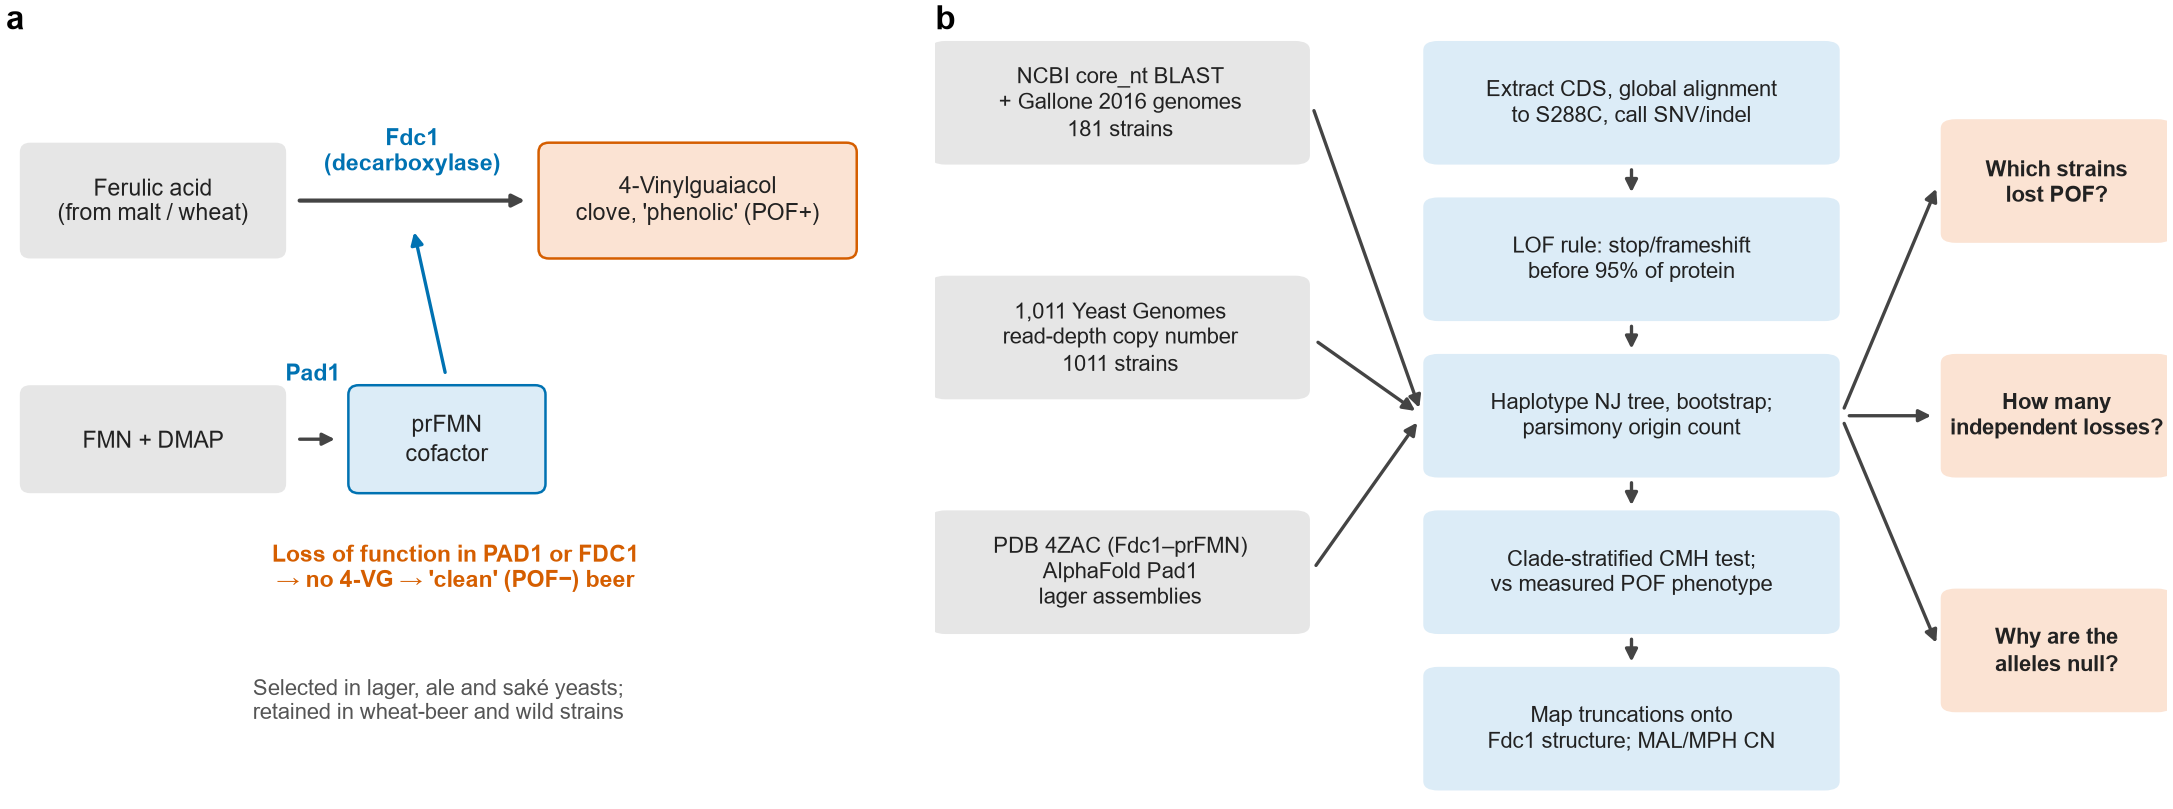 a
Fdc1
(decarboxylase)
Ferulic acid
(from malt / wheat)
4-Vinylguaiacol
clove, 'phenolic' (POF+)
Pad1
FMN + DMAP
prFMN
cofactor
Loss of function in PAD1 or FDC1
→ no 4-VG → 'clean' (POF−) beer
Selected in lager, ale and saké yeasts;
retained in wheat-beer and wild strains
b
NCBI core_nt BLAST
+ Gallone 2016 genomes
181 strains
1,011 Yeast Genomes
read-depth copy number
1011 strains
PDB 4ZAC (Fdc1–prFMN)
AlphaFold Pad1
lager assemblies
Extract CDS, global alignment
to S288C, call SNV/indel
LOF rule: stop/frameshift
before 95% of protein
Haplotype NJ tree, bootstrap;
parsimony origin count
Clade-stratified CMH test;
vs measured POF phenotype
Map truncations onto
Fdc1 structure; MAL/MPH CN
Which strains
lost POF?
How many
independent losses?
Why are the
alleles null?